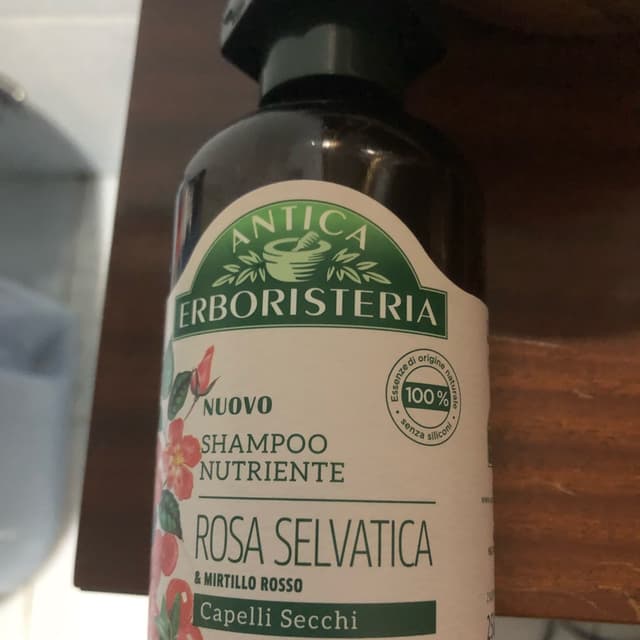 ANTICA
ERBORISTERIA
Essenze di origine naturale
100%
senza siliconi
NUOVO
SHAMPOO
NUTRIENTE
ROSA SELVATICA
& MIRTILLO ROSSO
Capelli Secchi